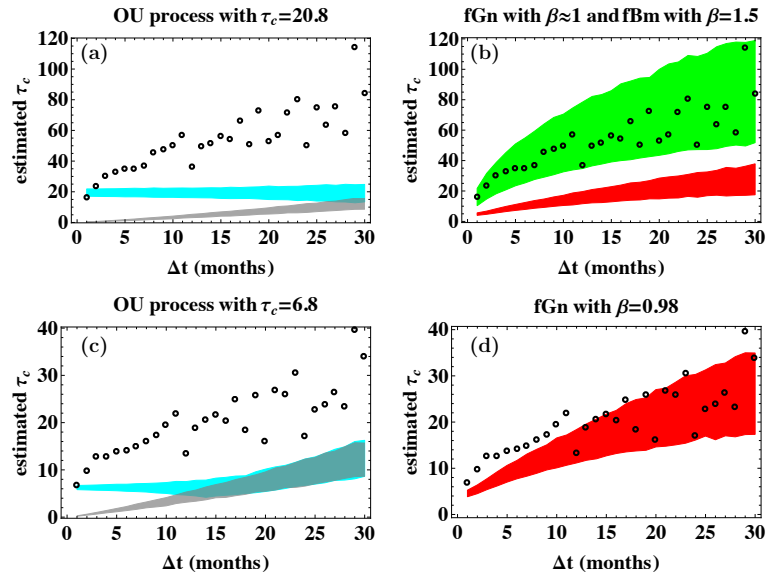 OU process with τc=20.8
fGn with β≈1 and fBm with β=1.5
(a)
(b)
estimated τc
120
100
80
60
40
20
0
0 5 10 15 20 25 30
Δt (months)
estimated τc
120
100
80
60
40
20
0
0 5 10 15 20 25 30
Δt (months)
OU process with τc=6.8
fGn with β=0.98
(c)
(d)
estimated τc
40
30
20
10
0
0 5 10 15 20 25 30
Δt (months)
estimated τc
40
30
20
10
0
0 5 10 15 20 25 30
Δt (months)